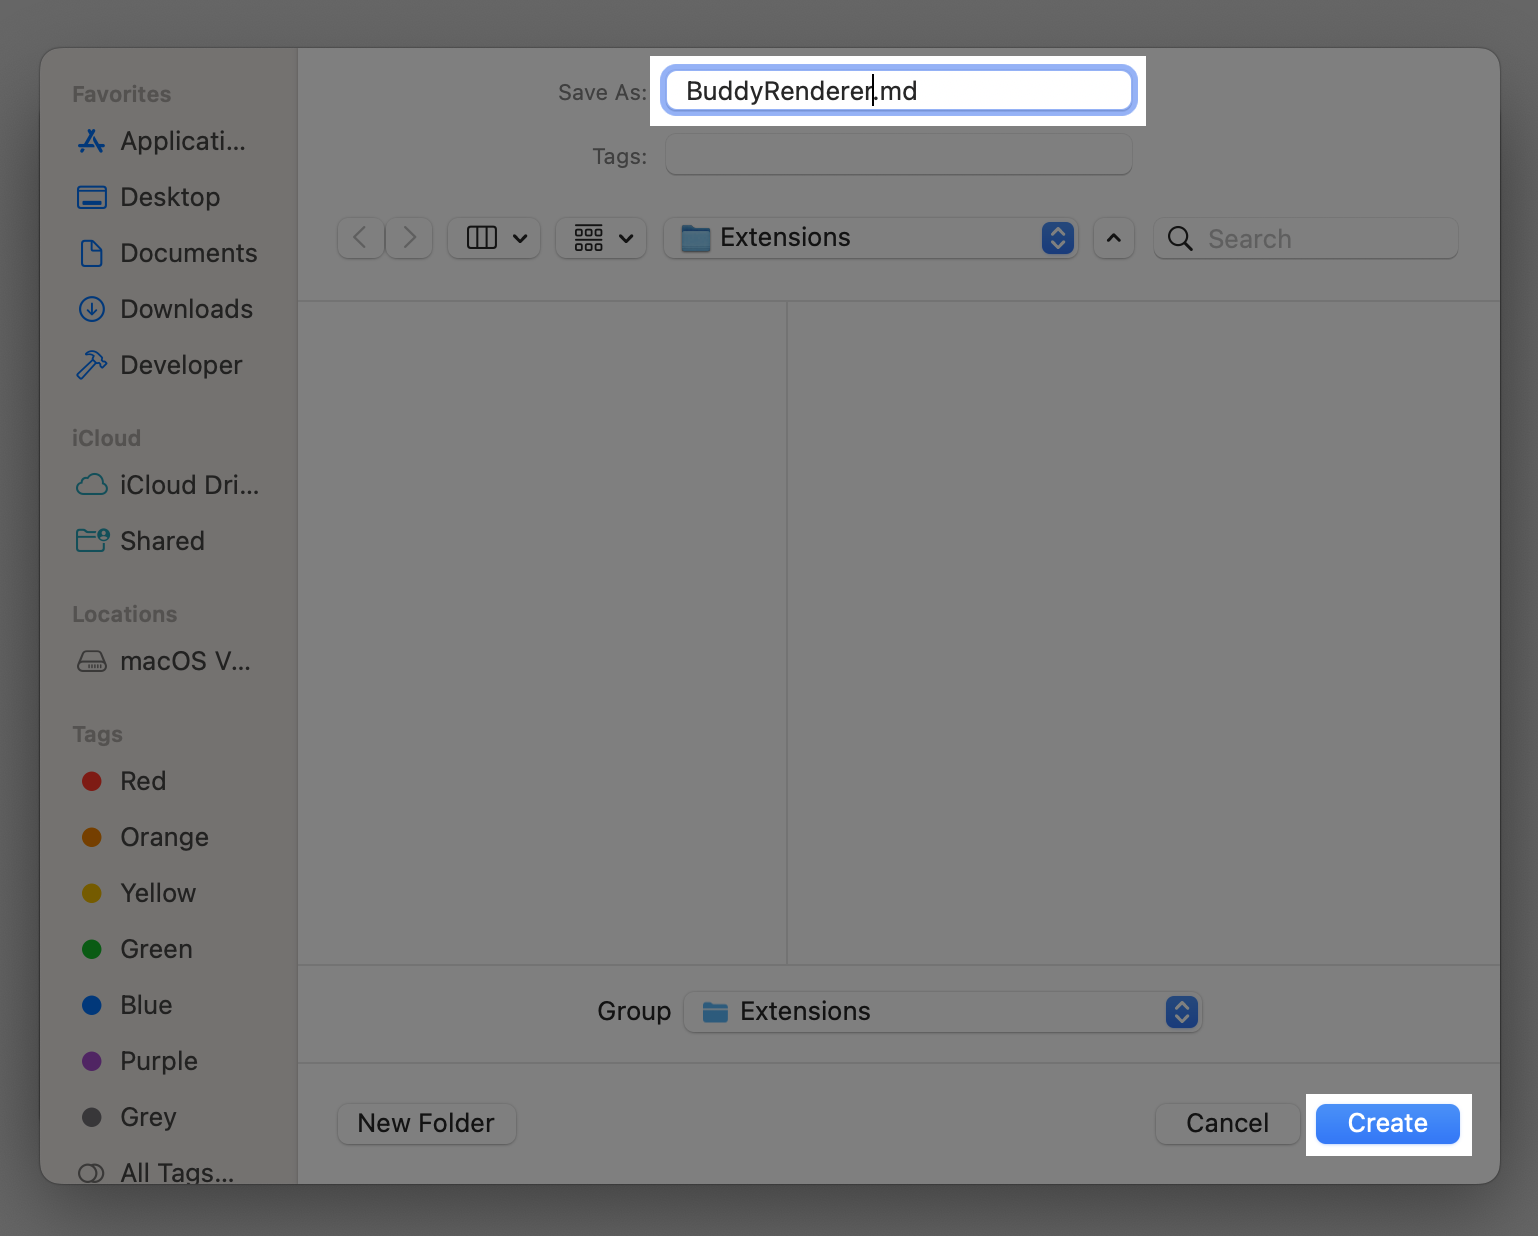 Favorites
Applicati...
Desktop
Documents
Downloads
Developer
iCloud
iCloud Dri...
Shared
Locations
macOS V...
Tags
Red
Orange
Yellow
Green
Blue
Purple
Grey
All Tags...
Save As: BuddyRenderer.md
Tags:
Extensions
Search
Group Extensions
New Folder
Cancel
Create